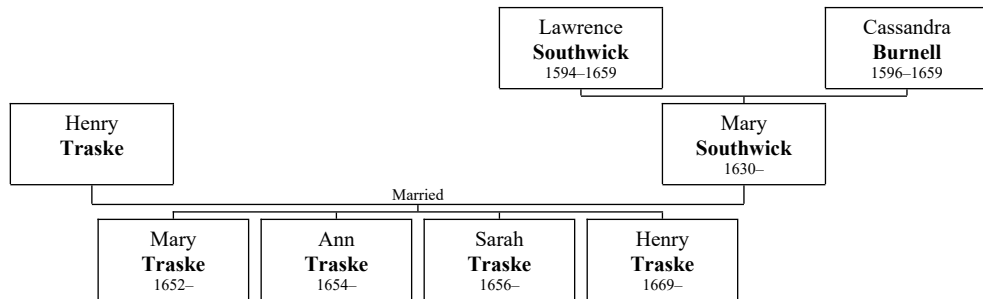 Lawrence
Southwick
1594–1659
Cassandra
Burnell
1596–1659
Henry
Traske
Mary
Southwick
1630–
Married
Mary
Traske
1652–
Ann
Traske
1654–
Sarah
Traske
1656–
Henry
Traske
1669–